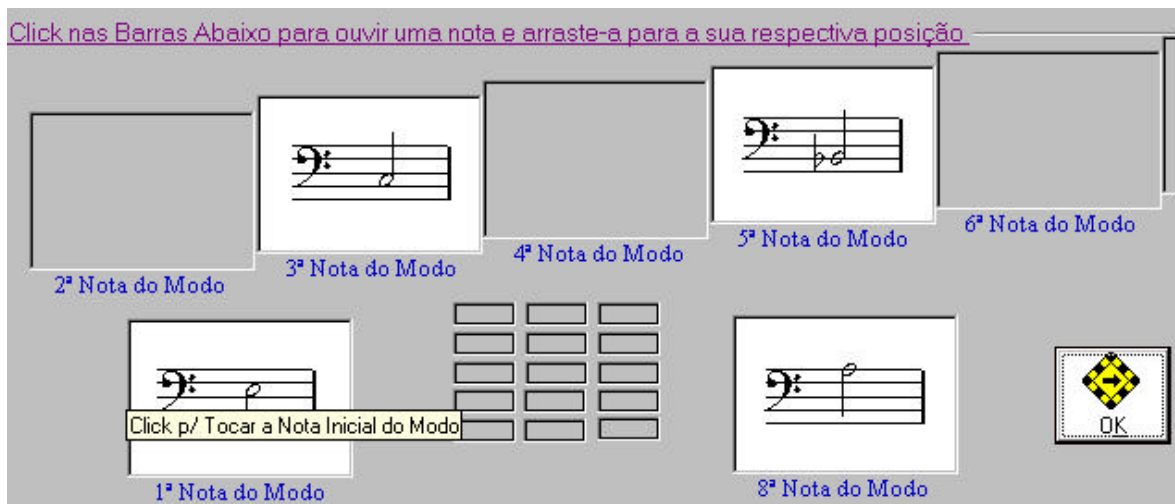 Click nas Barras Abaixo para ouvir uma nota e arraste-a para a sua respectiva posição
2ª Nota do Modo
3ª Nota do Modo
4ª Nota do Modo
5ª Nota do Modo
6ª Nota do Modo
Click p/ Tocar a Nota Inicial do Modo
1ª Nota do Modo
8ª Nota do Modo
OK